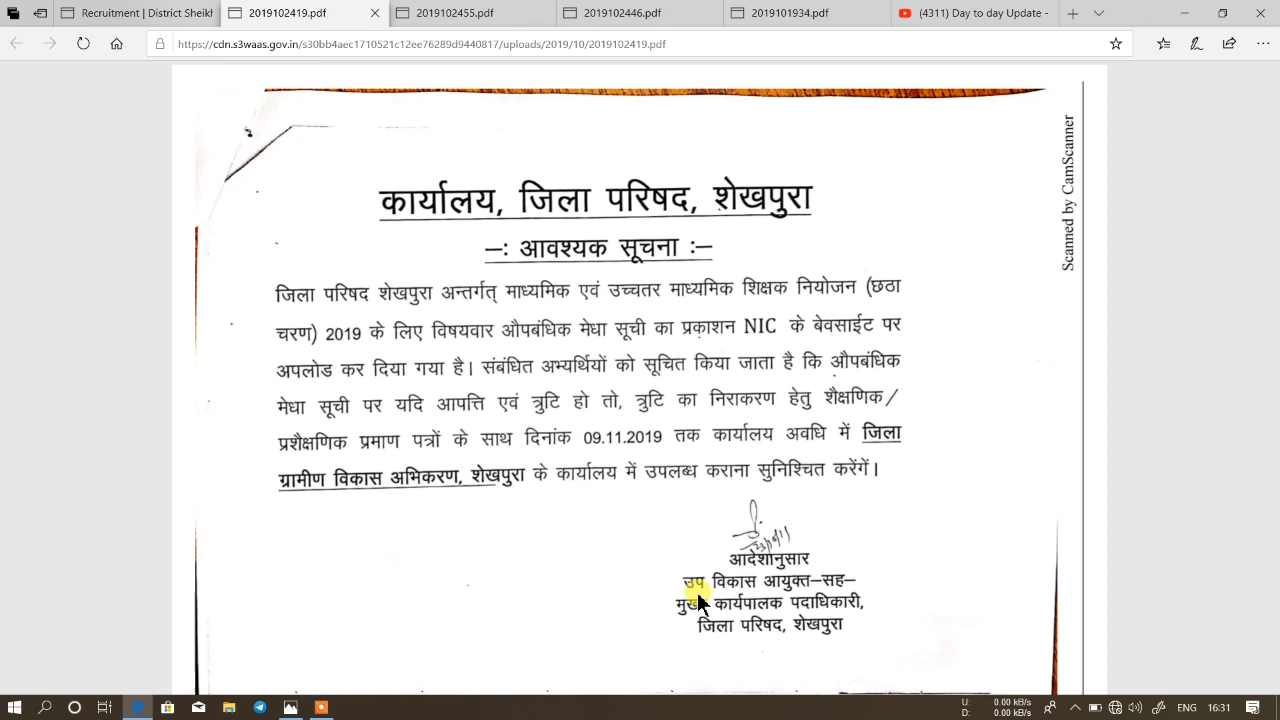 Recruitment | District Sheikl
2019102419.pdf
2019102455.pdf
2019102446.pdf
2019101934.pdf
(4311) Day to day Update -
https://cdn.s3waas.gov.in/s30bb4aec1710521c12ee76289d9440817/uploads/2019/10/2019102419.pdf
Scanned by CamScanner
कार्यालय, जिला परिषद, शेखपुरा
–: आवश्यक सूचना :–
जिला परिषद शेखपुरा अन्तर्गत् माध्यमिक एवं उच्चतर माध्यमिक शिक्षक नियोजन (छठा
चरण) 2019 के लिए विषयवार औपबंधिक मेधा सूची का प्रकाशन NIC के बेवसाईट पर
अपलोड कर दिया गया है। संबंधित अभ्यर्थियों को सूचित किया जाता है कि औपबंधिक
मेधा सूची पर यदि आपत्ति एवं त्रुटि हो तो, त्रुटि का निराकरण हेतु शैक्षणिक/
प्रशैक्षणिक प्रमाण पत्रों के साथ दिनांक 09.11.2019 तक कार्यालय अवधि में जिला
ग्रामीण विकास अभिकरण, शेखपुरा के कार्यालय में उपलब्ध कराना सुनिश्चित करेंगें।
आदेशानुसार
उप विकास आयुक्त–सह–
मुख्य कार्यपालक पदाधिकारी,
जिला परिषद, शेखपुरा
U: 0.00 kB/s
D: 0.00 kB/s
ENG
16:31